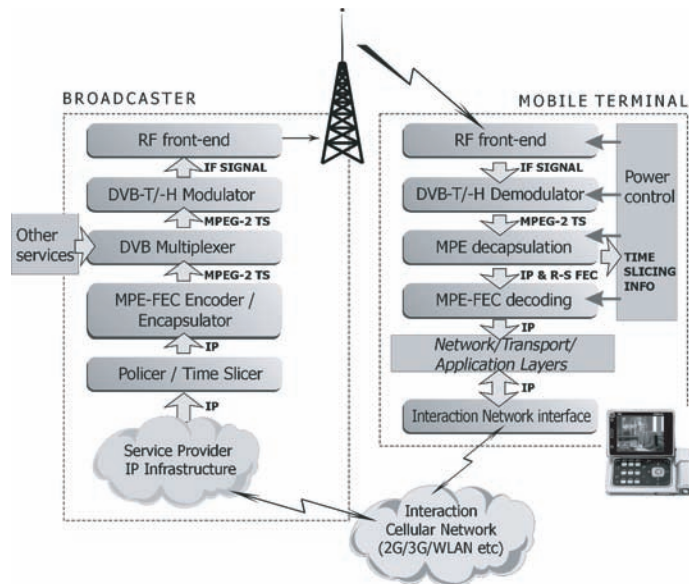 BROADCASTER
RF front-end
IF SIGNAL
DVB-T/-H Modulator
MPEG-2 TS
Other
services
DVB Multiplexer
MPEG-2 TS
MPE-FEC Encoder /
Encapsulator
IP
Policer / Time Slicer
IP
Service Provider
IP Infrastructure
MOBILE TERMINAL
RF front-end
IF SIGNAL
DVB-T/-H Demodulator
MPEG-2 TS
MPE decapsulation
IP & R-S FEC
MPE-FEC decoding
IP
Network/Transport/
Application Layers
IP
Interaction Network interface
Power
control
TIME
SLICING
INFO
Interaction
Cellular Network
(2G/3G/WLAN etc)